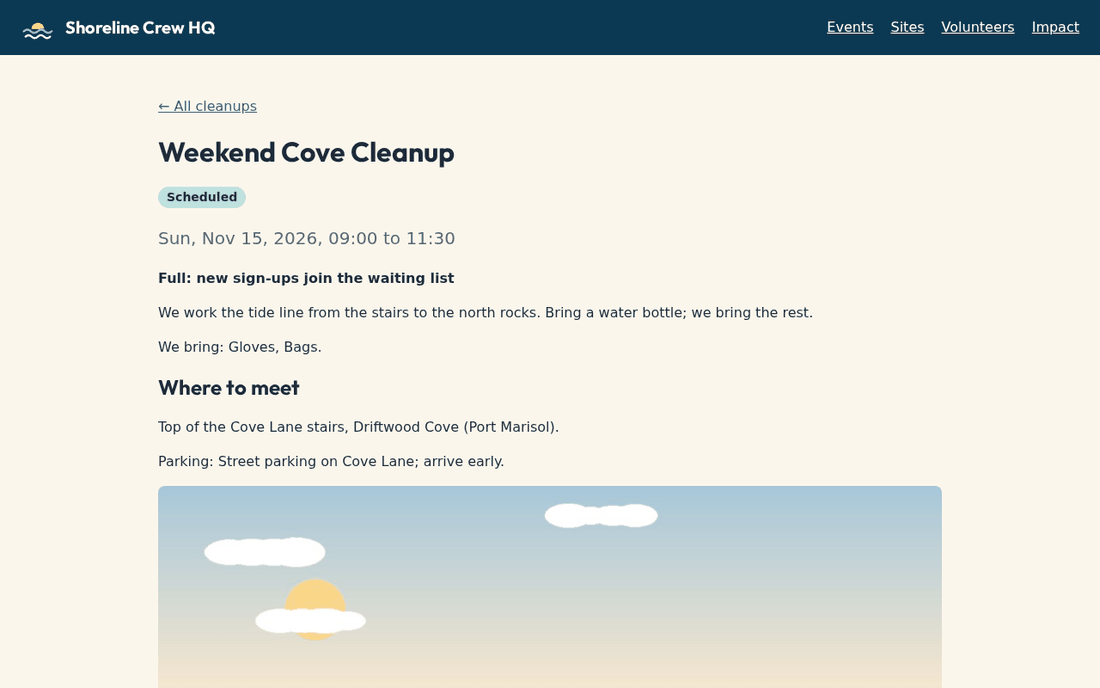 Shoreline Crew HQ
Events Sites Volunteers Impact
← All cleanups
Weekend Cove Cleanup
Scheduled
Sun, Nov 15, 2026, 09:00 to 11:30
Full: new sign-ups join the waiting list
We work the tide line from the stairs to the north rocks. Bring a water bottle; we bring the rest.
We bring: Gloves, Bags.
Where to meet
Top of the Cove Lane stairs, Driftwood Cove (Port Marisol).
Parking: Street parking on Cove Lane; arrive early.